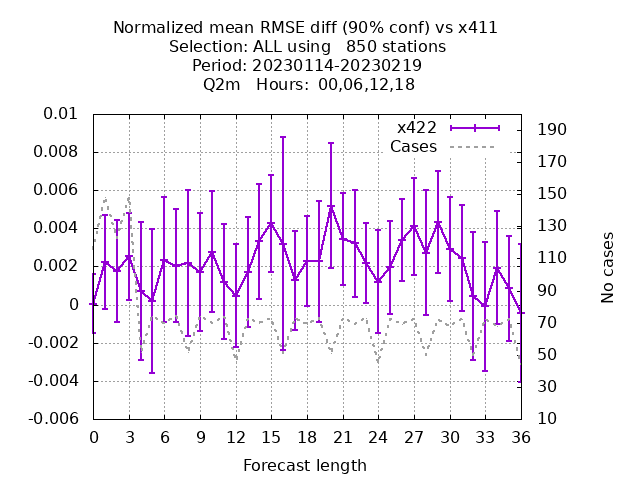 Normalized mean RMSE diff (90% conf) vs x411
Selection: ALL using   850 stations
Period: 20230114-20230219
Q2m   Hours:  00,06,12,18
0.01
0.008
0.006
0.004
0.002
0
-0.002
-0.004
-0.006
x422
Cases
190
170
150
130
110
90
70
50
30
10
No cases
0 3 6 9 12 15 18 21 24 27 30 33 36
Forecast length